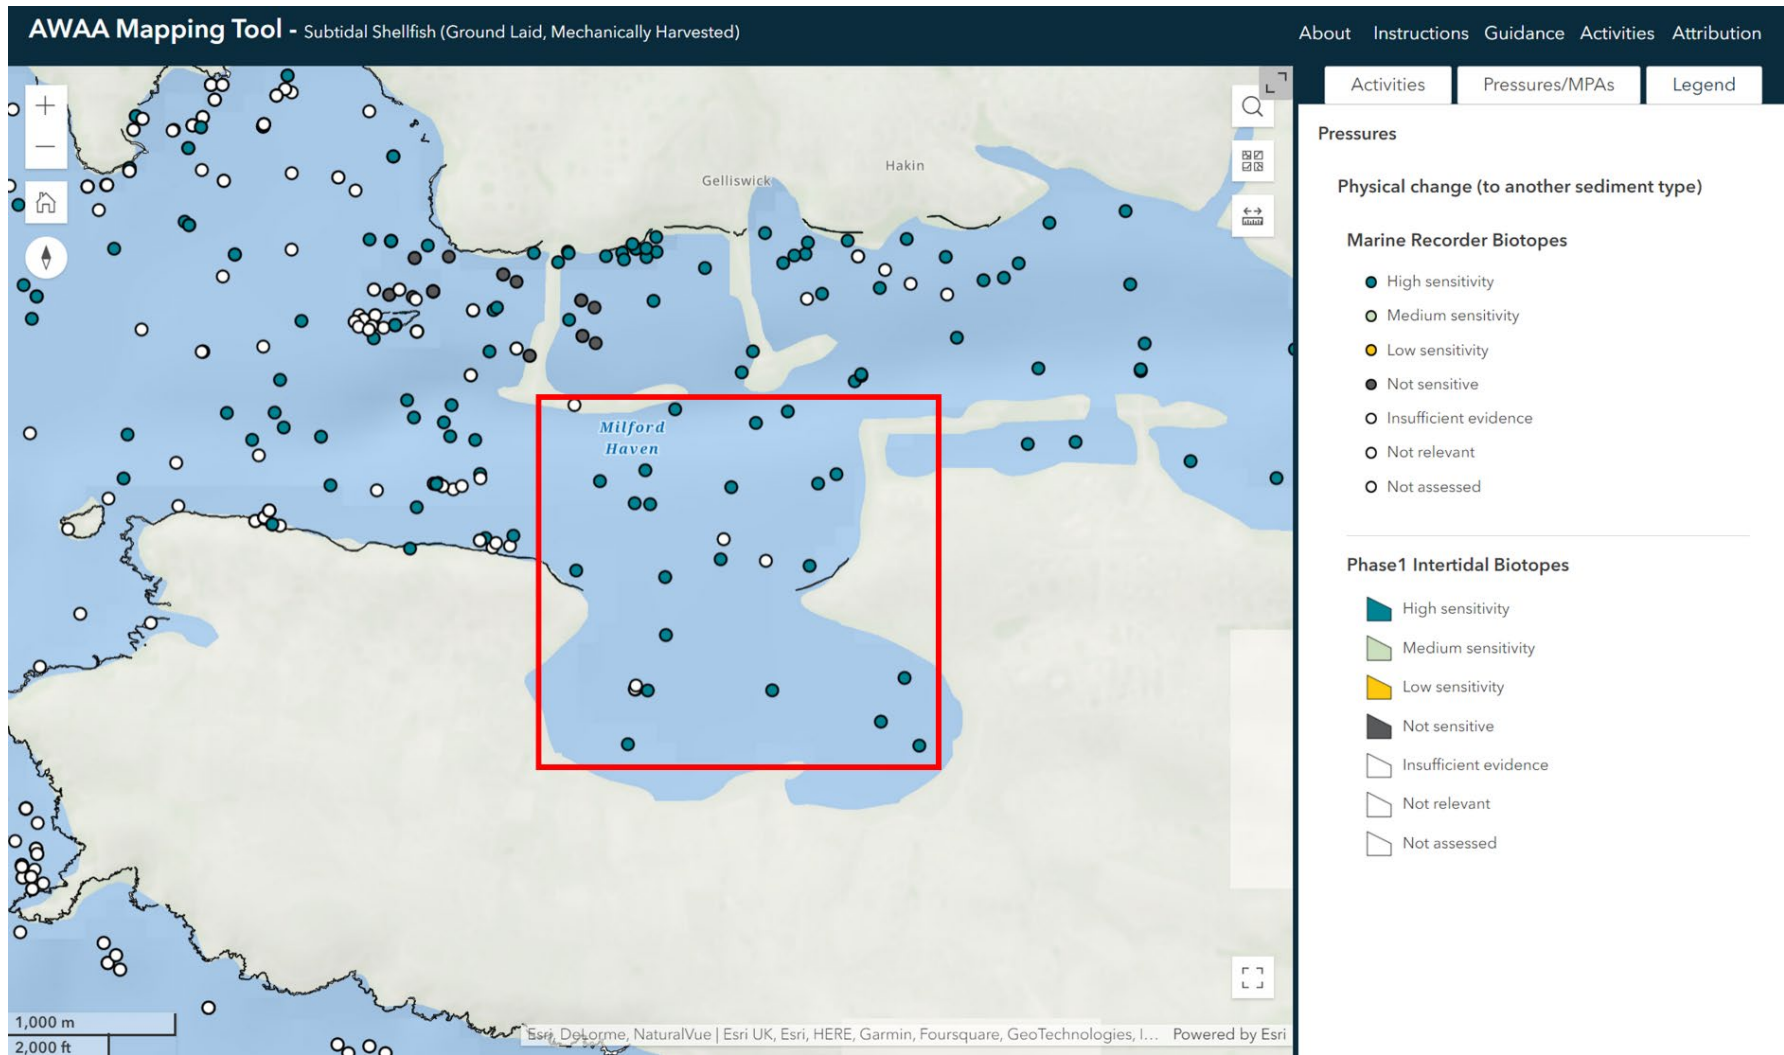 AWAA Mapping Tool - Subtidal Shellfish (Ground Laid, Mechanically Harvested)
About Instructions Guidance Activities Attribution
Activities Pressures/MPAs Legend
Pressures
Physical change (to another sediment type)
Marine Recorder Biotopes
High sensitivity
Medium sensitivity
Low sensitivity
Not sensitive
Insufficient evidence
Not relevant
Not assessed
Phase1 Intertidal Biotopes
High sensitivity
Medium sensitivity
Low sensitivity
Not sensitive
Insufficient evidence
Not relevant
Not assessed
Hakin
Gelliswick
Milford
Haven
1,000 m
2,000 ft
Esri, DeLorme, NaturalVue | Esri UK, Esri, HERE, Garmin, Foursquare, GeoTechnologies, I... Powered by Esri